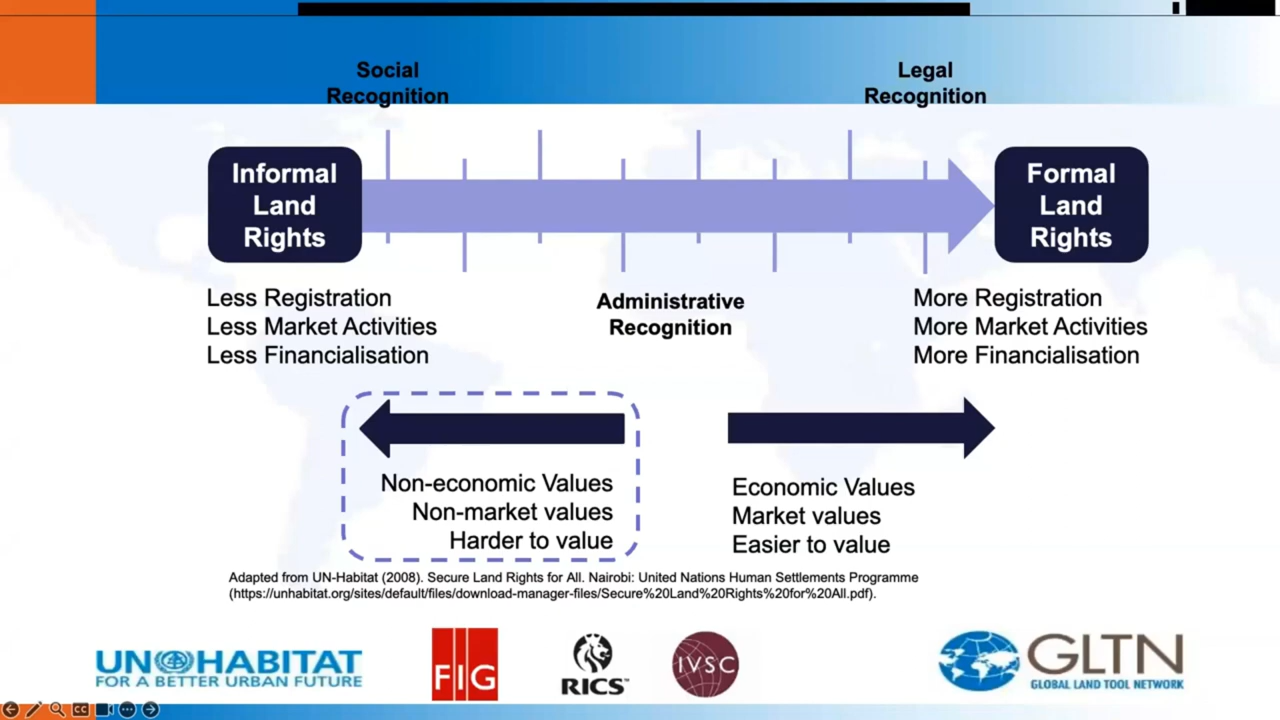 Social
Recognition
Legal
Recognition
Informal
Land
Rights
Formal
Land
Rights
Less Registration
Less Market Activities
Less Financialisation
Administrative
Recognition
More Registration
More Market Activities
More Financialisation
Non-economic Values
Non-market values
Harder to value
Economic Values
Market values
Easier to value
Adapted from UN-Habitat (2008). Secure Land Rights for All. Nairobi: United Nations Human Settlements Programme
(https://unhabitat.org/sites/default/files/download-manager-files/Secure%20Land%20Rights%20for%20All.pdf).
UN HABITAT
FOR A BETTER URBAN FUTURE
FIG
RICS™
IVSC
GLTN
GLOBAL LAND TOOL NETWORK
CC